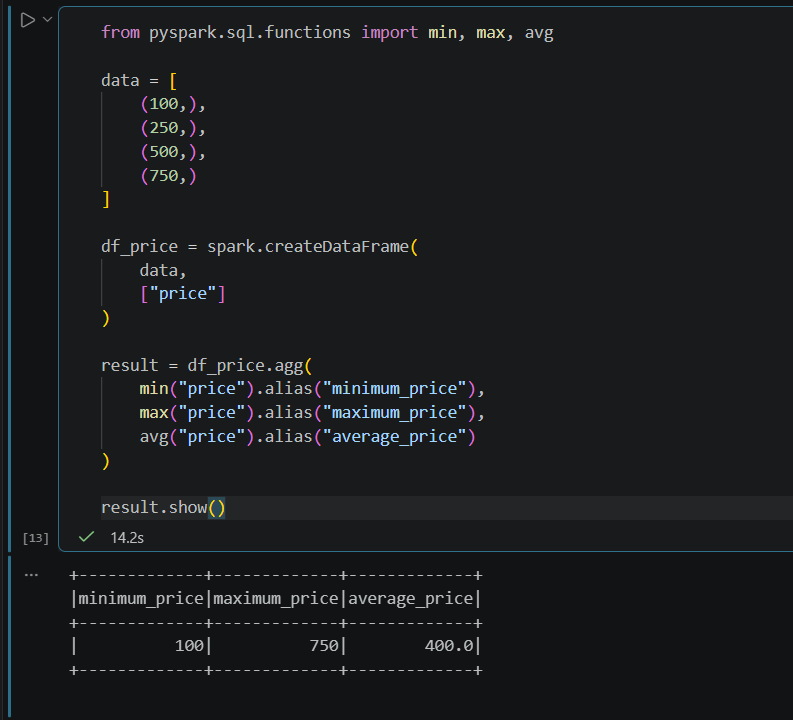 from pyspark.sql.functions import min, max, avg
data = [
    (100,),
    (250,),
    (500,),
    (750,)
]
df_price = spark.createDataFrame(
    data,
    ["price"]
)
result = df_price.agg(
    min("price").alias("minimum_price"),
    max("price").alias("maximum_price"),
    avg("price").alias("average_price")
)
result.show()
[13] 14.2s
+-------------+-------------+-------------+
|minimum_price|maximum_price|average_price|
+-------------+-------------+-------------+
|          100|          750|        400.0|
+-------------+-------------+-------------+